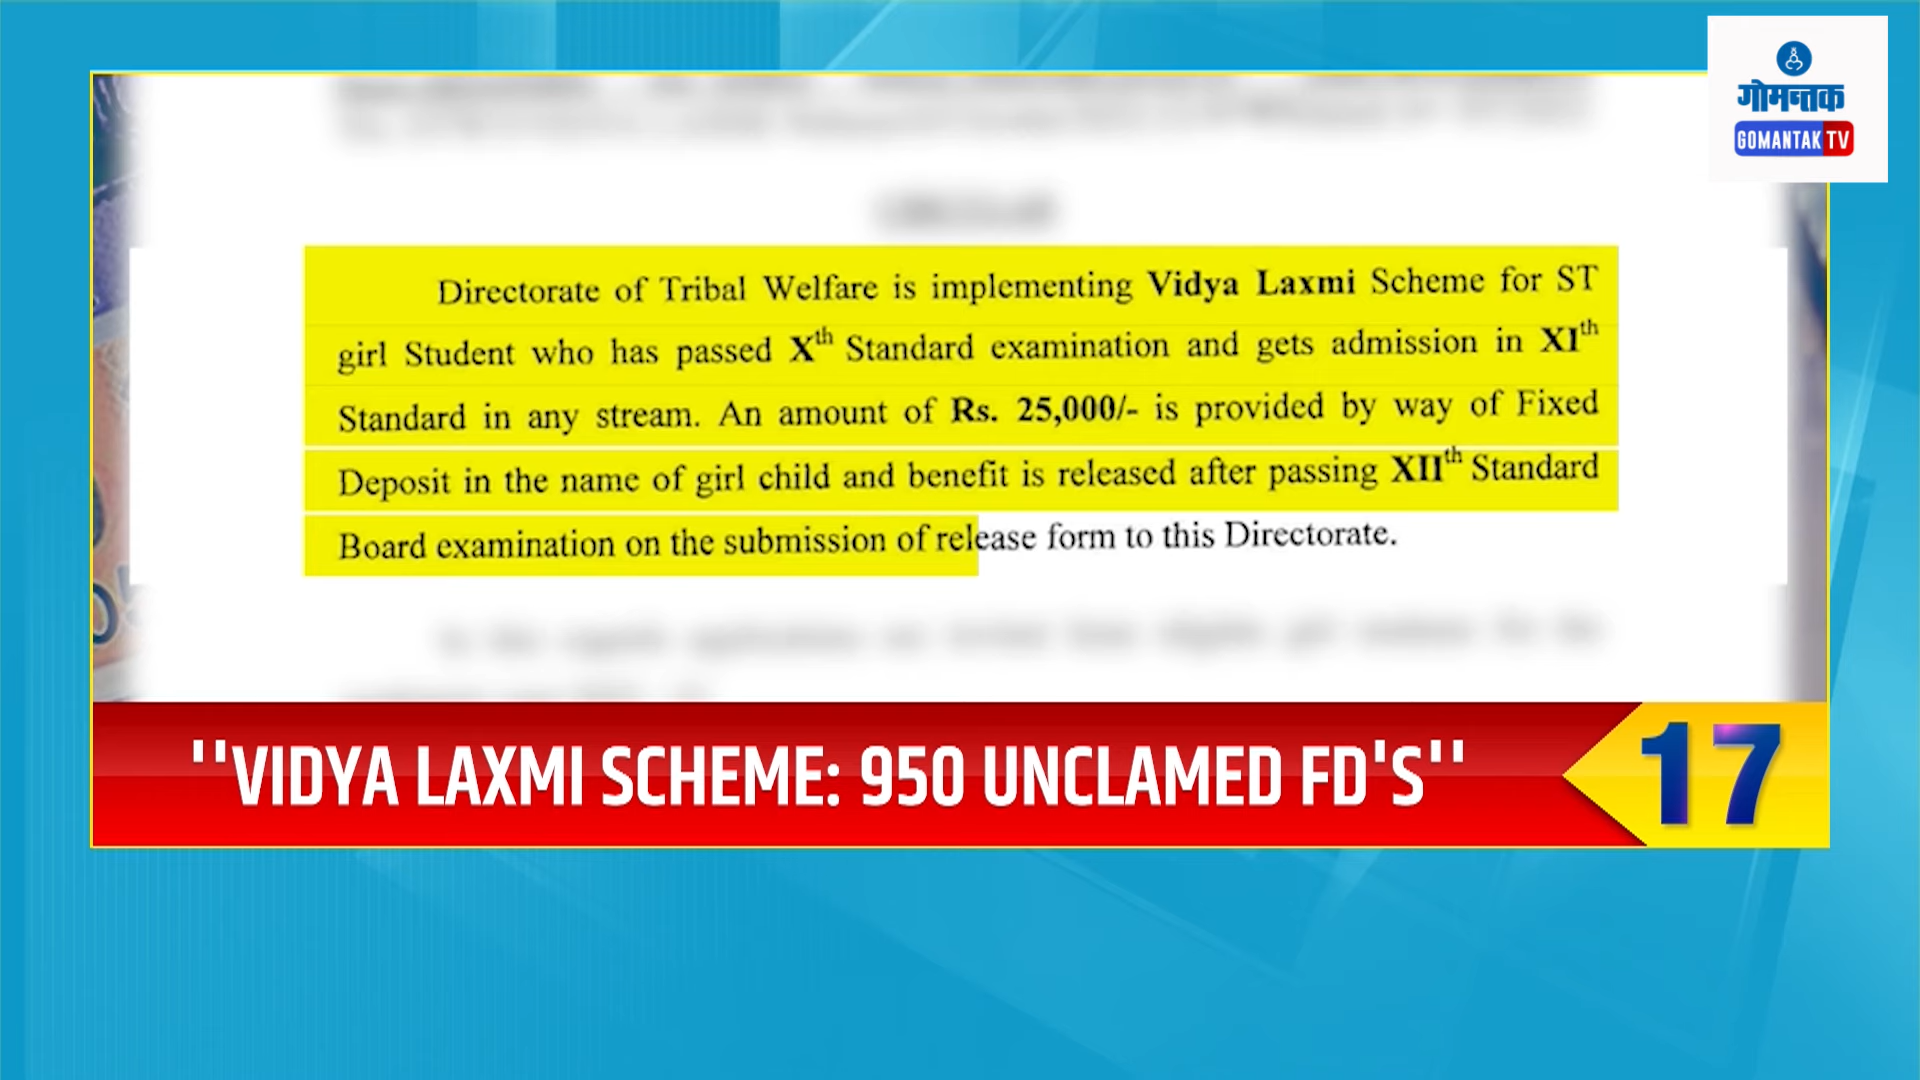 गोमन्तक
GOMANTAK TV
Directorate of Tribal Welfare is implementing Vidya Laxmi Scheme for ST
girl Student who has passed Xth Standard examination and gets admission in XIth
Standard in any stream. An amount of Rs. 25,000/- is provided by way of Fixed
Deposit in the name of girl child and benefit is released after passing XIIth Standard
Board examination on the submission of release form to this Directorate.
''VIDYA LAXMI SCHEME: 950 UNCLAMED FD'S''
17